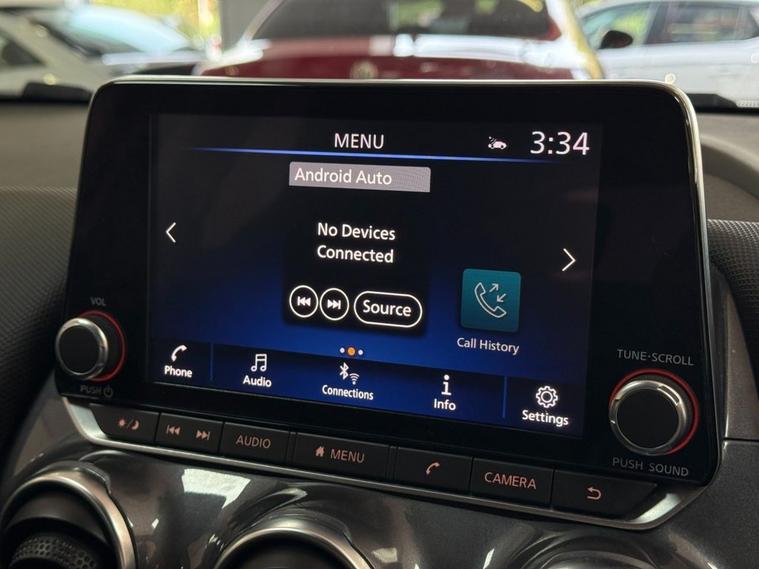 MENU
3:34
Android Auto
No Devices
Connected
Source
Call History
Phone
Audio
Connections
Info
Settings
VOL
PUSH
TUNE·SCROLL
PUSH SOUND
AUDIO
MENU
CAMERA